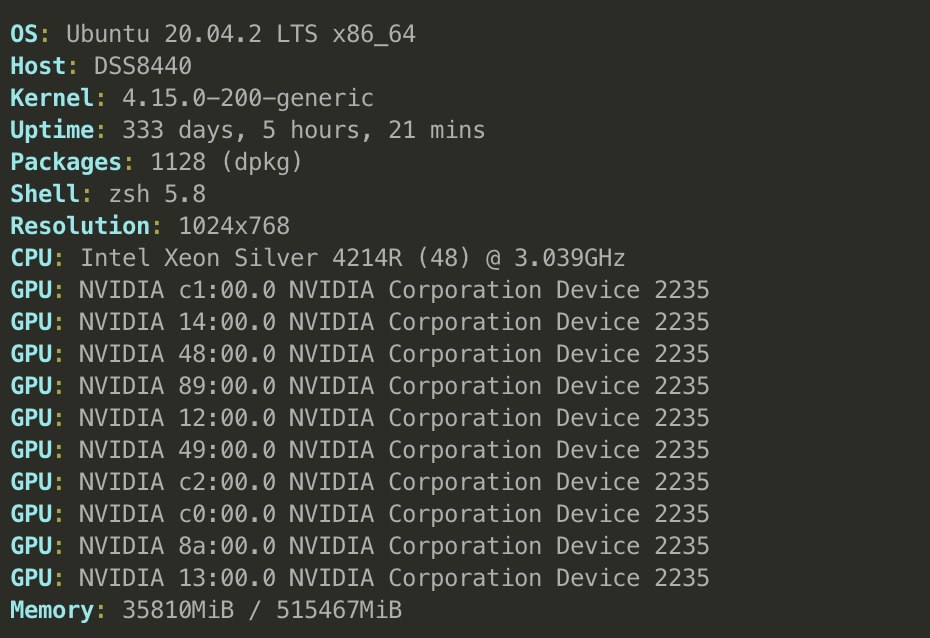 OS: Ubuntu 20.04.2 LTS x86_64
Host: DSS8440
Kernel: 4.15.0-200-generic
Uptime: 333 days, 5 hours, 21 mins
Packages: 1128 (dpkg)
Shell: zsh 5.8
Resolution: 1024x768
CPU: Intel Xeon Silver 4214R (48) @ 3.039GHz
GPU: NVIDIA c1:00.0 NVIDIA Corporation Device 2235
GPU: NVIDIA 14:00.0 NVIDIA Corporation Device 2235
GPU: NVIDIA 48:00.0 NVIDIA Corporation Device 2235
GPU: NVIDIA 89:00.0 NVIDIA Corporation Device 2235
GPU: NVIDIA 12:00.0 NVIDIA Corporation Device 2235
GPU: NVIDIA 49:00.0 NVIDIA Corporation Device 2235
GPU: NVIDIA c2:00.0 NVIDIA Corporation Device 2235
GPU: NVIDIA c0:00.0 NVIDIA Corporation Device 2235
GPU: NVIDIA 8a:00.0 NVIDIA Corporation Device 2235
GPU: NVIDIA 13:00.0 NVIDIA Corporation Device 2235
Memory: 35810MiB / 515467MiB